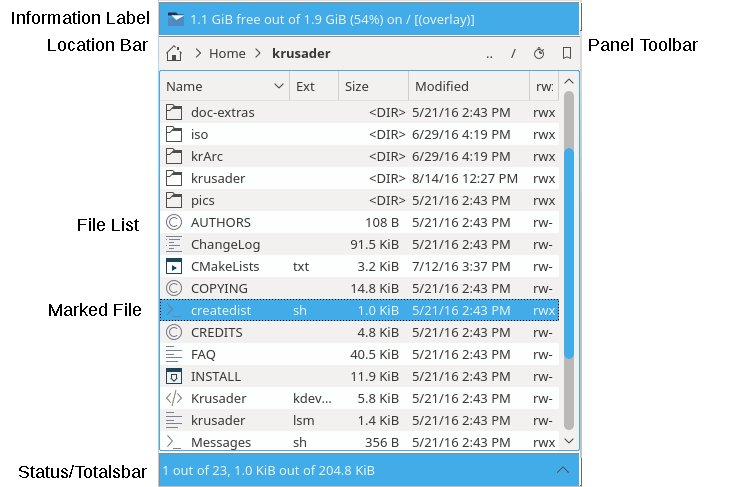 Information Label 1.1 GiB free out of 1.9 GiB (54%) on / [(overlay)]
Location Bar Home krusader .. / Panel Toolbar
Name Ext Size Modified rw:
doc-extras <DIR> 5/21/16 2:43 PM rwx
iso <DIR> 6/29/16 4:19 PM rwx
krArc <DIR> 6/29/16 4:19 PM rwx
krusader <DIR> 8/14/16 12:27 PM rwx
pics <DIR> 5/21/16 2:43 PM rwx
File List AUTHORS 108 B 5/21/16 2:43 PM rw-
ChangeLog 91.5 KiB 5/21/16 2:43 PM rw-
CMakeLists txt 3.2 KiB 7/12/16 3:37 PM rw-
COPYING 14.8 KiB 5/21/16 2:43 PM rw-
Marked File createdist sh 1.0 KiB 5/21/16 2:43 PM rwx
CREDITS 4.8 KiB 5/21/16 2:43 PM rw-
FAQ 40.5 KiB 5/21/16 2:43 PM rw-
INSTALL 11.9 KiB 5/21/16 2:43 PM rw-
Krusader kdev... 5.8 KiB 5/21/16 2:43 PM rw-
krusader lsm 1.4 KiB 5/21/16 2:43 PM rw-
Messages sh 356 B 5/21/16 2:43 PM rwx
Status/Totalsbar 1 out of 23, 1.0 KiB out of 204.8 KiB